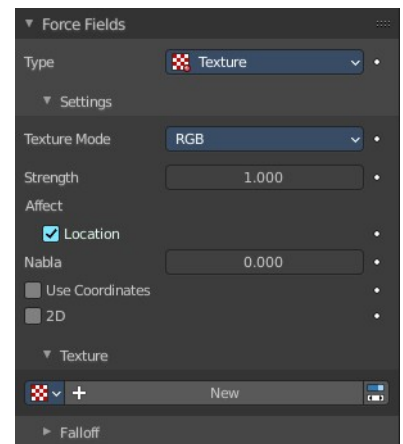 Force Fields
Type Texture
Settings
Texture Mode RGB
Strength 1.000
Affect
Location
Nabla 0.000
Use Coordinates
2D
Texture
New
Falloff